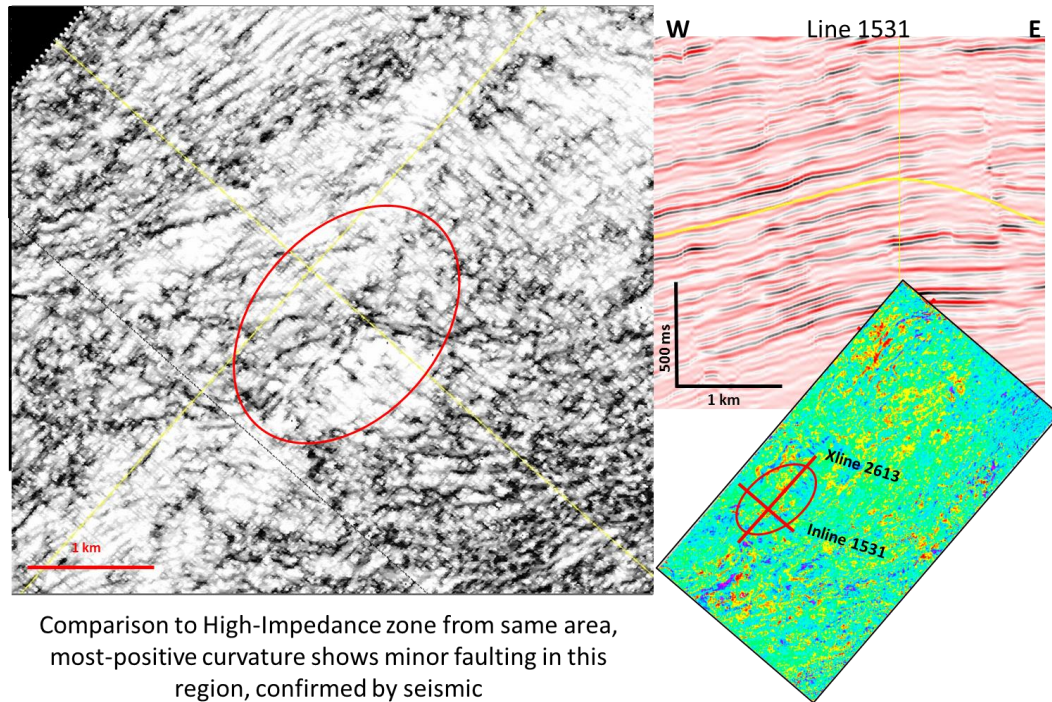 W
Line 1531
E
500 ms
1 km
Xline 2613
Inline 1531
1 km
Comparison to High-Impedance zone from same area,
most-positive curvature shows minor faulting in this
region, confirmed by seismic